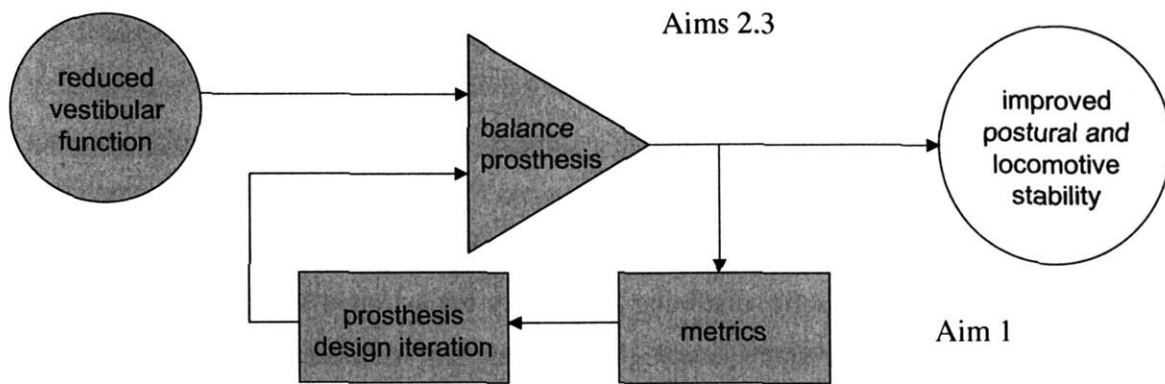 Aims 2.3
reduced
vestibular
function
balance
prosthesis
improved
postural and
locomotive
stability
prosthesis
design iteration
metrics
Aim 1